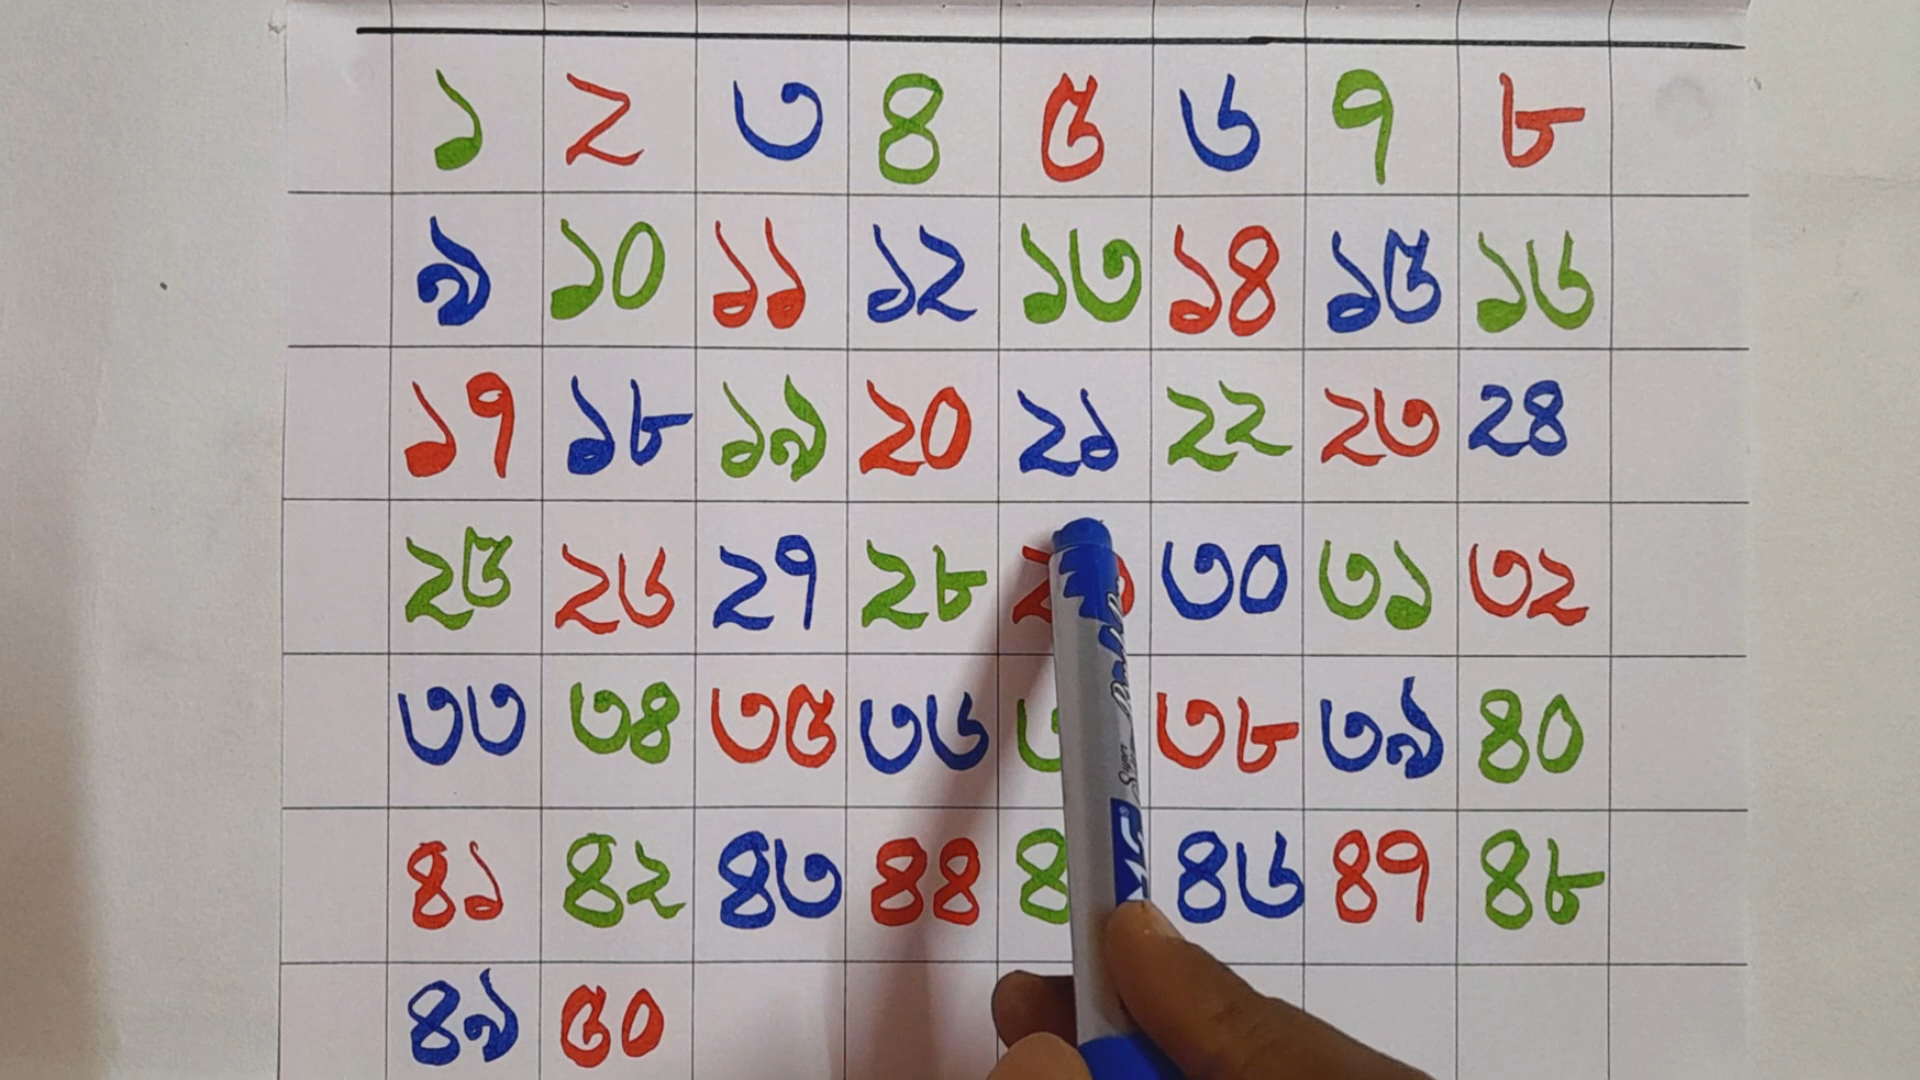 ১ ২ ৩ ৪ ৫ ৬ ৭ ৮
৯ ১০ ১১ ১২ ১৩ ১৪ ১৫ ১৬
১৭ ১৮ ১৯ ২০ ২১ ২২ ২৩ ২৪
২৫ ২৬ ২৭ ২৮ ৩০ ৩১ ৩২
৩৩ ৩৪ ৩৫ ৩৬ ৩৮ ৩৯ ৪০
৪১ ৪২ ৪৩ ৪৪ ৪৬ ৪৭ ৪৮
৪৯ ৫০